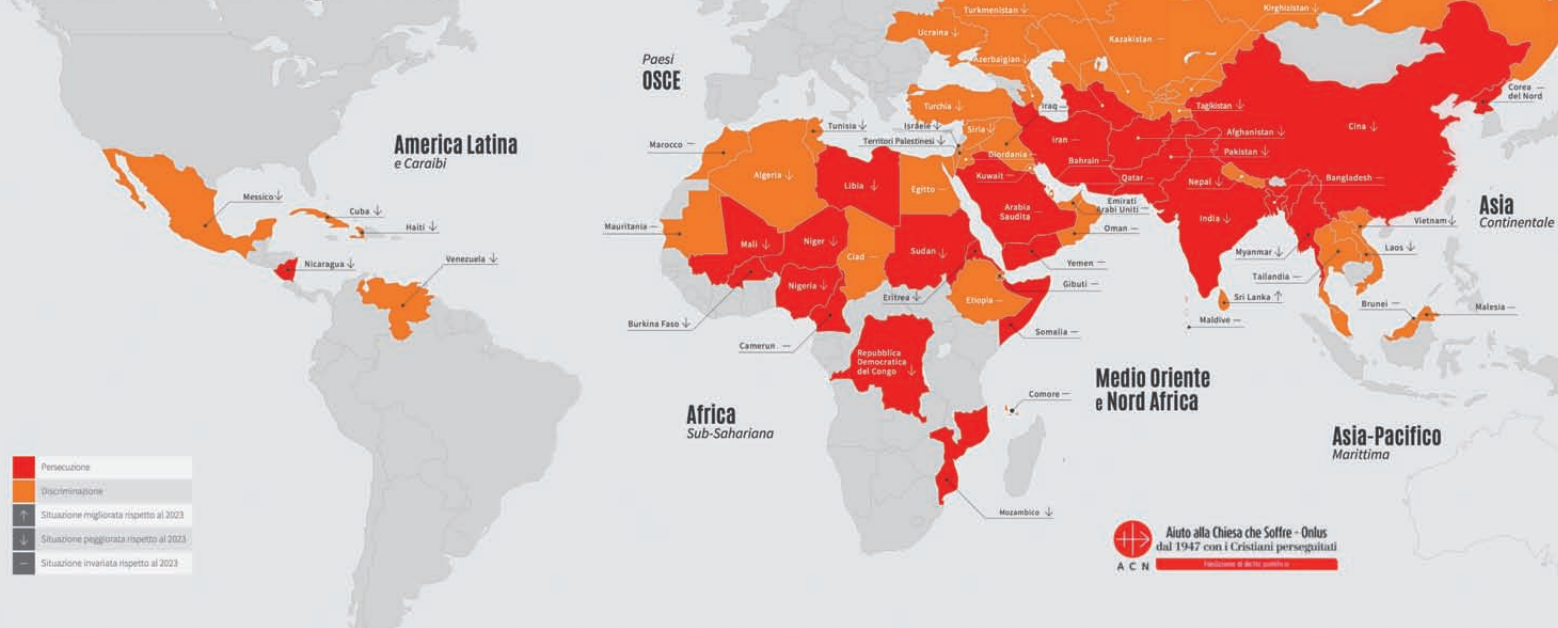 Turkmenistan ↓
Kirghizistan ↓
Ucraina ↓
Kazakistan —
Paesi
OSCE
Azerbaigian ↓
Corea —
del Nord
Turchia ↓
Iraq —
Tagikistan ↓
America Latina
e Caraibi
Tunisia ↓
Israele ↓
Siria ↓
Afghanistan ↓
Cina ↓
Marocco —
Territori Palestinesi ↓
Iran —
Pakistan ↓
Giordania —
Bahrain —
Algeria ↓
Libia ↓
Egitto —
Kuwait —
Qatar —
Nepal ↓
Bangladesh —
Messico ↓
Cuba ↓
Haiti ↓
Mauritania —
Arabia
Saudita —
Emirati
Arabi Uniti —
India ↓
Vietnam ↓
Asia
Continentale
Oman —
Mali ↓
Niger ↓
Ciad —
Sudan ↓
Myanmar ↓
Laos ↓
Nicaragua ↓
Venezuela ↓
Yemen —
Tailandia —
Nigeria ↓
Eritrea ↓
Etiopia —
Gibuti —
Sri Lanka ↑
Brunei —
Malesia —
Burkina Faso ↓
Maldive —
Camerun —
Somalia —
Repubblica
Democratica
del Congo ↓
Medio Oriente
e Nord Africa
Comore —
Africa
Sub-Sahariana
Asia-Pacifico
Marittima
Persecuzione
Discriminazione
↑ Situazione migliorata rispetto al 2023
↓ Situazione peggiorata rispetto al 2023
— Situazione invariata rispetto al 2023
Mozambico ↓
Aiuto alla Chiesa che Soffre - Onlus
dal 1947 con i Cristiani perseguitati
ACN
Fondazione di diritto pontificio